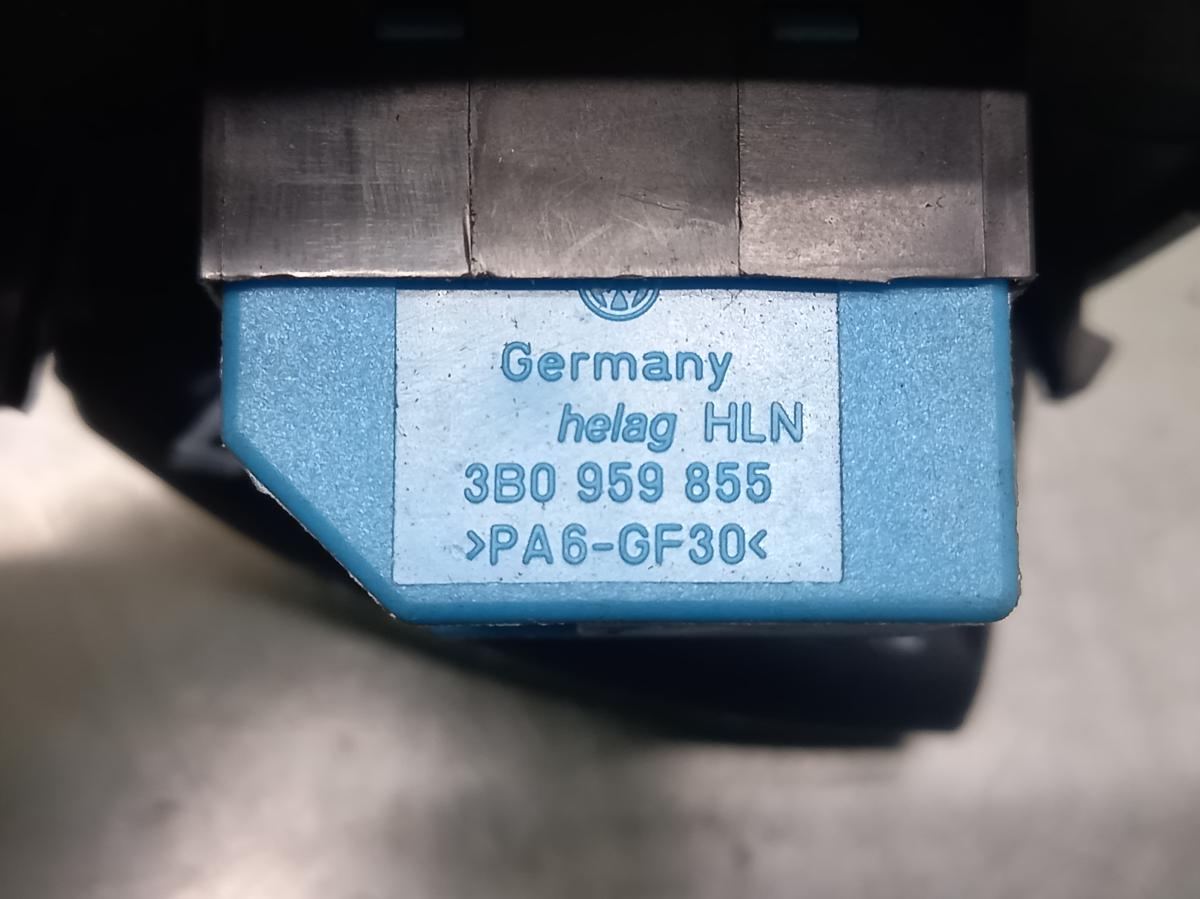 Germany
helag HLN
3B0 959 855
>PA6-GF30<